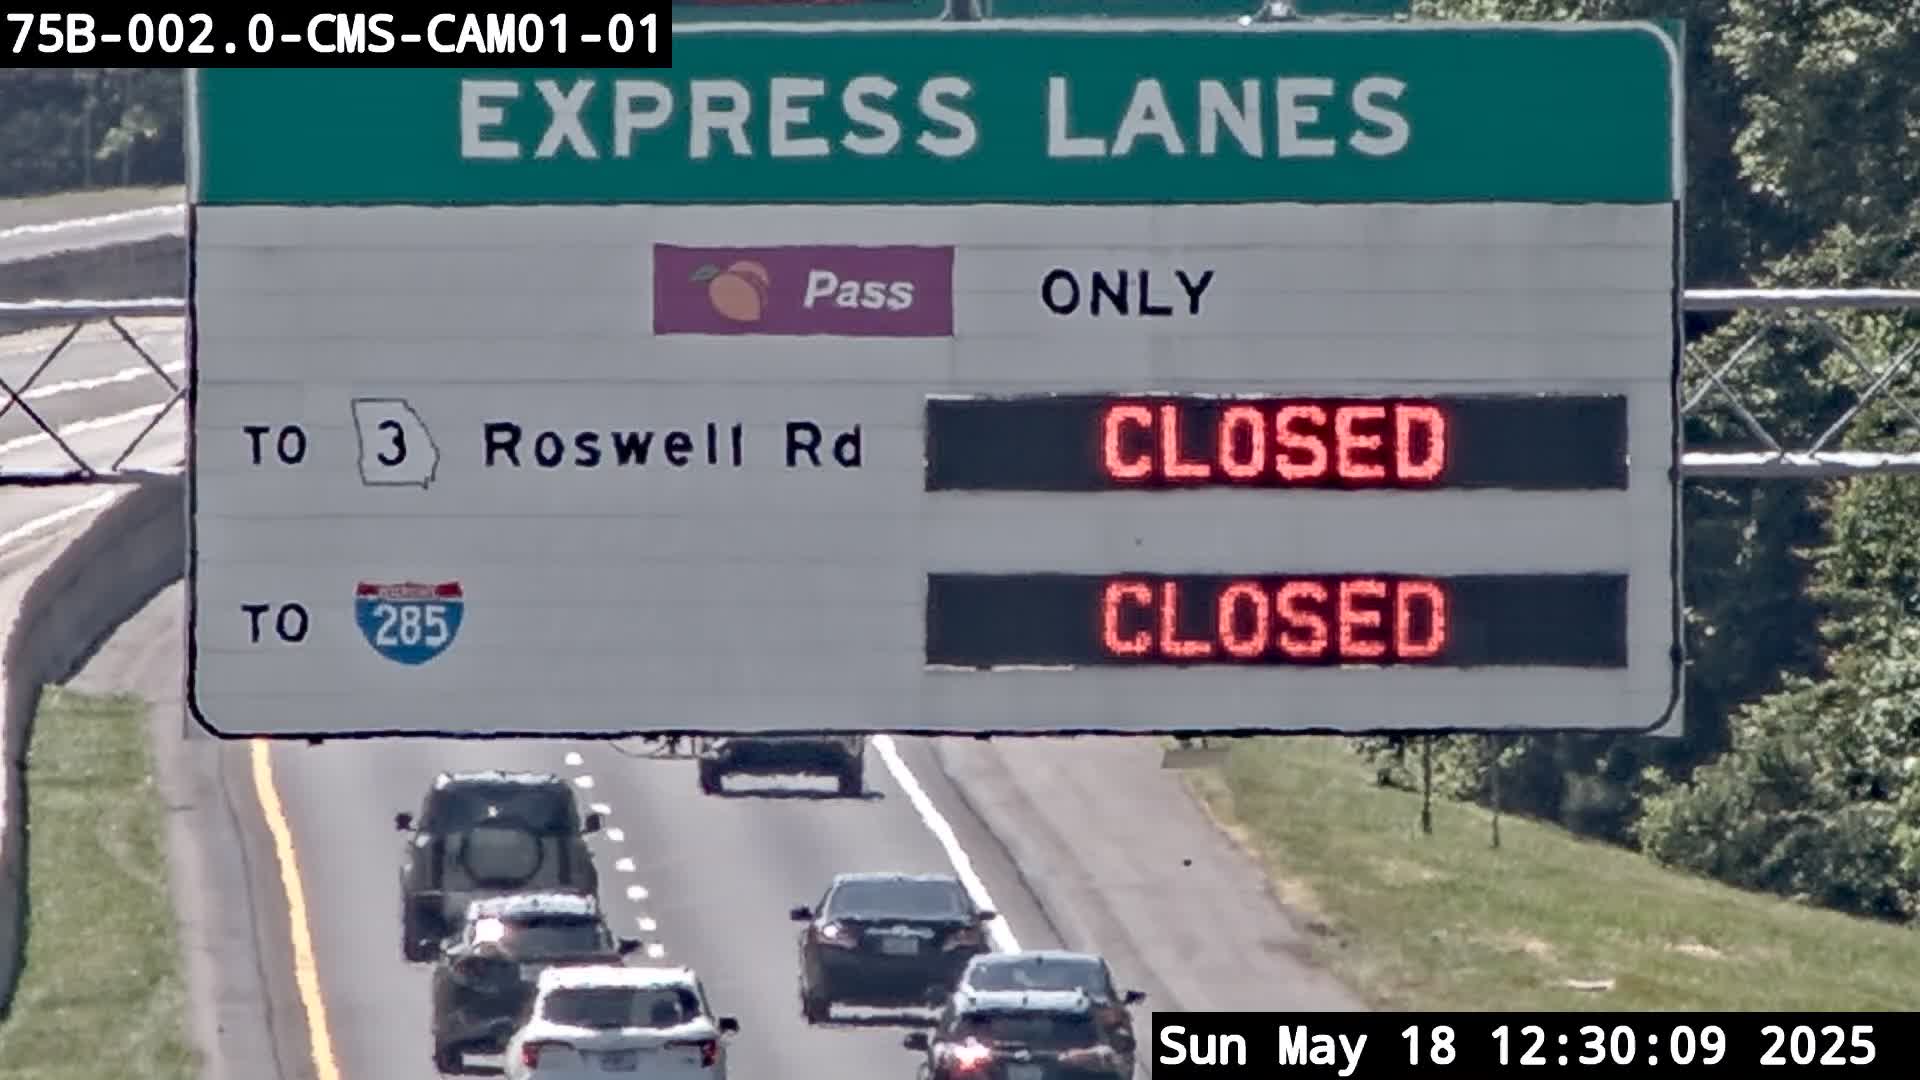 75B-002.0-CMS-CAM01-01
EXPRESS LANES
Pass ONLY
TO 3 Roswell Rd CLOSED
TO 285 CLOSED
Sun May 18 12:30:09 2025